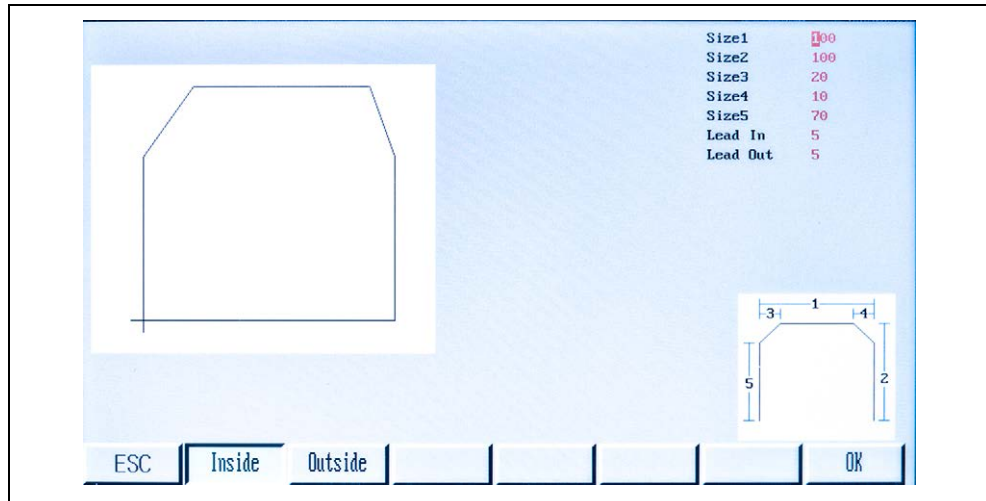 Size1 100
Size2 100
Size3 20
Size4 10
Size5 70
Lead In 5
Lead Out 5
1
3 4
5 2
ESC Inside Outside OK